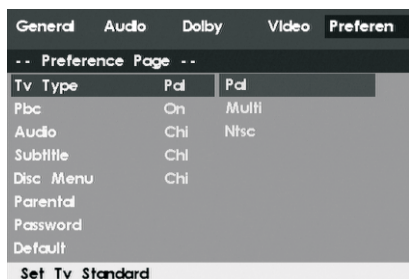 General Audio Dolby Video Preferen
-- Preference Page --
Tv Type Pal Pal
Pbc On Multi
Audio Chi Ntsc
Subtitle Chi
Disc Menu Chi
Parental
Password
Default
Set Tv Standard